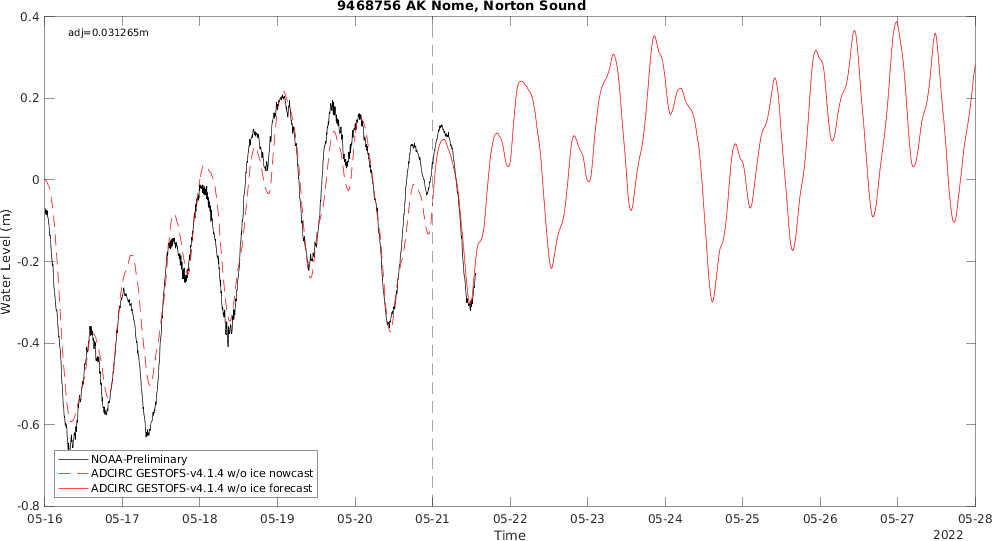 9468756 AK Nome, Norton Sound
adj=0.031265m
0.4
0.2
0
-0.2
-0.4
-0.6
-0.8
Water Level (m)
NOAA-Preliminary
ADCIRC GESTOFS-v4.1.4 w/o ice nowcast
ADCIRC GESTOFS-v4.1.4 w/o ice forecast
05-16 05-17 05-18 05-19 05-20 05-21 05-22 05-23 05-24 05-25 05-26 05-27 05-28
Time
2022